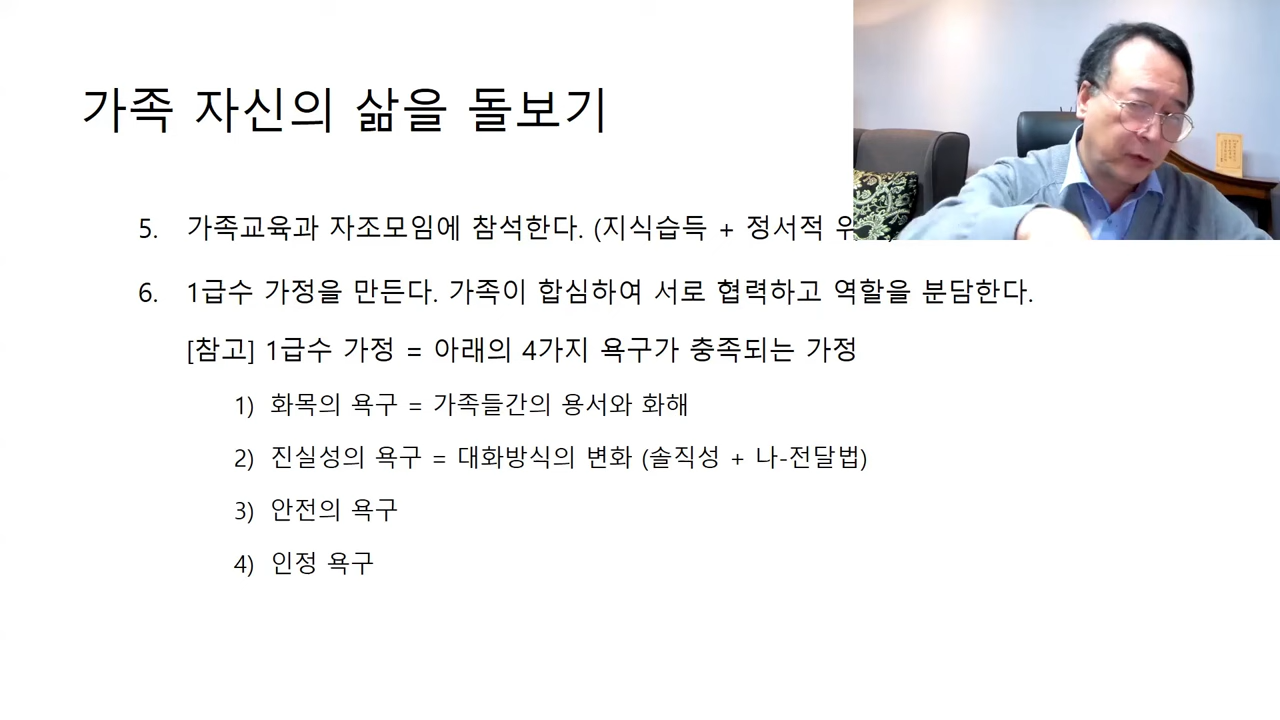 가족 자신의 삶을 돌보기
5. 가족교육과 자조모임에 참석한다. (지식습득 + 정서적
6. 1급수 가정을 만든다. 가족이 합심하여 서로 협력하고 역할을 분담한다.
[참고] 1급수 가정 = 아래의 4가지 욕구가 충족되는 가정
1) 화목의 욕구 = 가족들간의 용서와 화해
2) 진실성의 욕구 = 대화방식의 변화 (솔직성 + 나-전달법)
3) 안전의 욕구
4) 인정 욕구